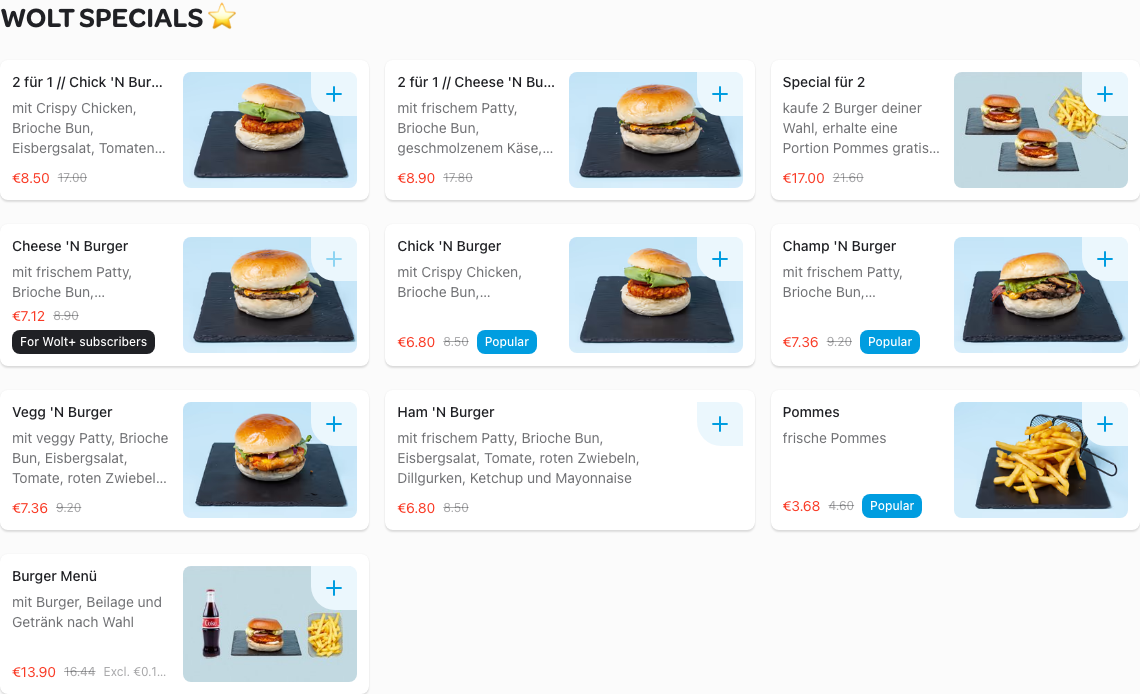 WOLT SPECIALS ⭐
2 für 1 // Chick 'N Bur...
mit Crispy Chicken,
Brioche Bun,
Eisbergsalat, Tomaten...
€8.50 17.00
2 für 1 // Cheese 'N Bu...
mit frischem Patty,
Brioche Bun,
geschmolzenem Käse,...
€8.90 17.80
Special für 2
kaufe 2 Burger deiner
Wahl, erhalte eine
Portion Pommes gratis...
€17.00 21.60
Cheese 'N Burger
mit frischem Patty,
Brioche Bun,...
€7.12 8.90
For Wolt+ subscribers
Chick 'N Burger
mit Crispy Chicken,
Brioche Bun,...
€6.80 8.50 Popular
Champ 'N Burger
mit frischem Patty,
Brioche Bun,...
€7.36 9.20 Popular
Vegg 'N Burger
mit veggy Patty, Brioche
Bun, Eisbergsalat,
Tomate, roten Zwiebel...
€7.36 9.20
Ham 'N Burger
mit frischem Patty, Brioche Bun,
Eisbergsalat, Tomate, roten Zwiebeln,
Dillgurken, Ketchup und Mayonnaise
€6.80 8.50
Pommes
frische Pommes
€3.68 4.60 Popular
Burger Menü
mit Burger, Beilage und
Getränk nach Wahl
€13.90 16.44 Excl. €0.1...